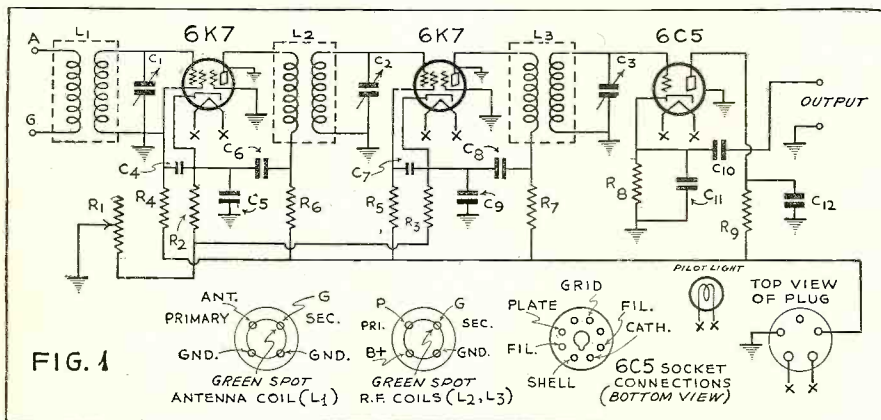 L1 6K7 L2 6K7 L3 6C5
A C1 C2 C3
G OUTPUT
C4 C6 C7 C8 C10
R1 R4 R2 C5 R6 R5 R3 C9 R7 R8 C11 R9 C12
X X X X X X
FIG. 1
ANT. G
PRIMARY SEC.
GND. GND.
GREEN SPOT
ANTENNA COIL (L1)
P G
PRI. SEC.
B+ GND.
GREEN SPOT
R.F. COILS (L2, L3)
GRID
PLATE FIL.
FIL. CATH.
SHELL
6C5 SOCKET
CONNECTIONS
(BOTTOM VIEW)
PILOT LIGHT
X X
TOP VIEW
OF PLUG
X X